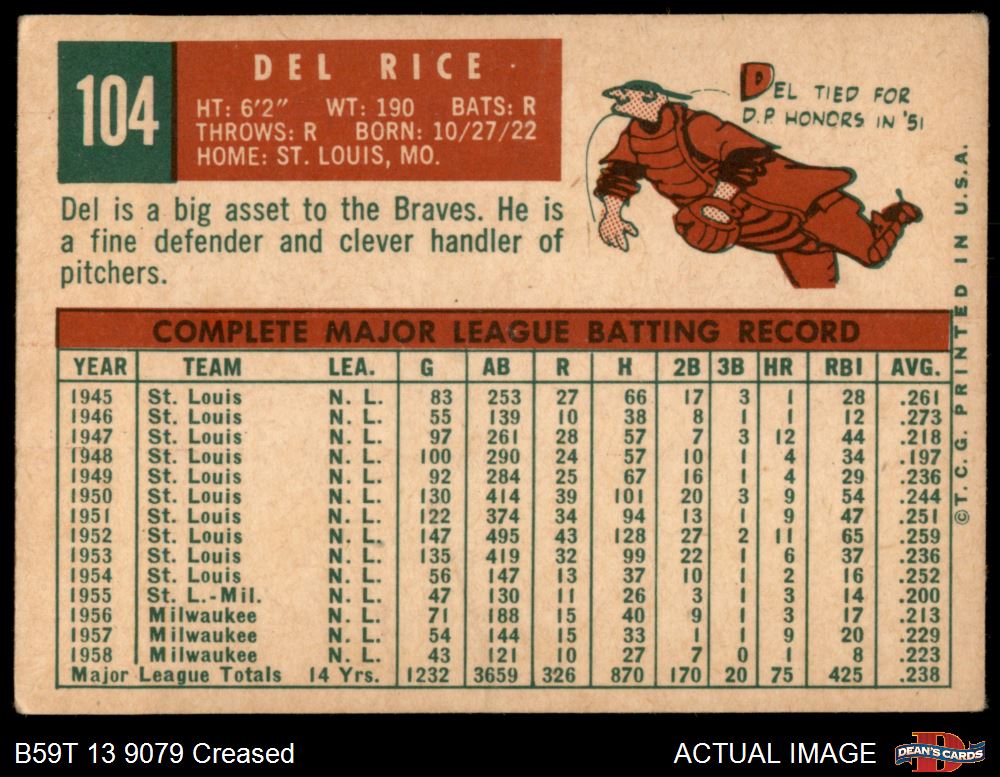 104
DEL RICE
HT: 6'2" WT: 190 BATS: R
THROWS: R BORN: 10/27/22
HOME: ST. LOUIS, MO.
DEL TIED FOR
D.P. HONORS IN '51
Del is a big asset to the Braves. He is
a fine defender and clever handler of
pitchers.
COMPLETE MAJOR LEAGUE BATTING RECORD
YEAR TEAM LEA. G AB R H 2B 3B HR RBI AVG.
1945 St. Louis N. L. 83 253 27 66 17 3 1 28 .261
1946 St. Louis N. L. 55 139 10 38 8 1 1 12 .273
1947 St. Louis N. L. 97 261 28 57 7 3 12 44 .218
1948 St. Louis N. L. 100 290 24 57 10 1 4 34 .197
1949 St. Louis N. L. 92 284 25 67 16 1 4 29 .236
1950 St. Louis N. L. 130 414 39 101 20 3 9 54 .244
1951 St. Louis N. L. 122 374 34 94 13 1 9 47 .251
1952 St. Louis N. L. 147 495 43 128 27 2 11 65 .259
1953 St. Louis N. L. 135 419 32 99 22 1 6 37 .236
1954 St. Louis N. L. 56 147 13 37 10 1 2 16 .252
1955 St. L.-Mil. N. L. 47 130 11 26 3 1 3 14 .200
1956 Milwaukee N. L. 71 188 15 40 9 1 3 17 .213
1957 Milwaukee N. L. 54 144 15 33 1 1 9 20 .229
1958 Milwaukee N. L. 43 121 10 27 7 0 1 8 .223
Major League Totals 14 Yrs. 1232 3659 326 870 170 20 75 425 .238
©T. C. G. PRINTED IN U.S.A.
B59T 13 9079 Creased
ACTUAL IMAGE
DEAN'S CARDS